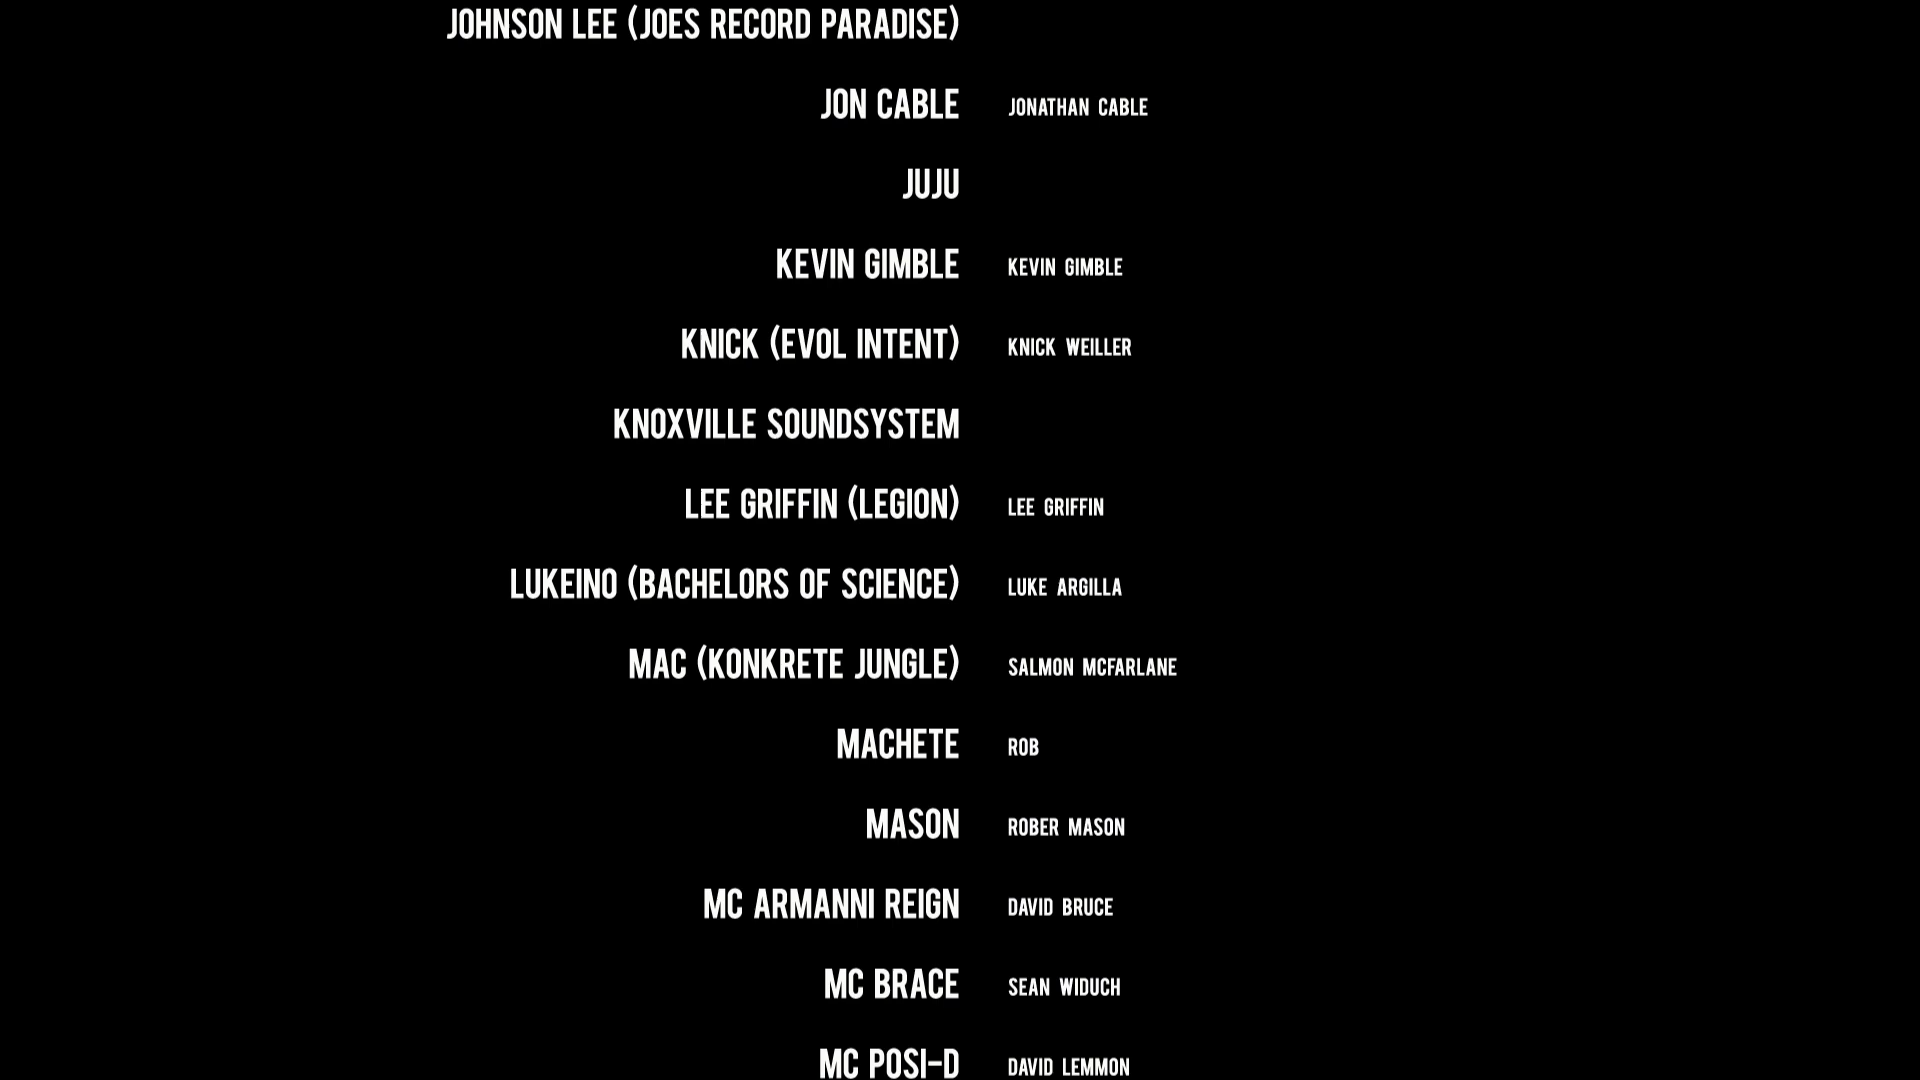 JOHNSON LEE (JOES RECORD PARADISE)
JON CABLE JONATHAN CABLE
JUJU
KEVIN GIMBLE KEVIN GIMBLE
KNICK (EVOL INTENT) KNICK WEILLER
KNOXVILLE SOUNDSYSTEM
LEE GRIFFIN (LEGION) LEE GRIFFIN
LUKEINO (BACHELORS OF SCIENCE) LUKE ARGILLA
MAC (KONKRETE JUNGLE) SALMON MCFARLANE
MACHETE ROB
MASON ROBER MASON
MC ARMANNI REIGN DAVID BRUCE
MC BRACE SEAN WIDUCH
MC POSI-D DAVID LEMMON